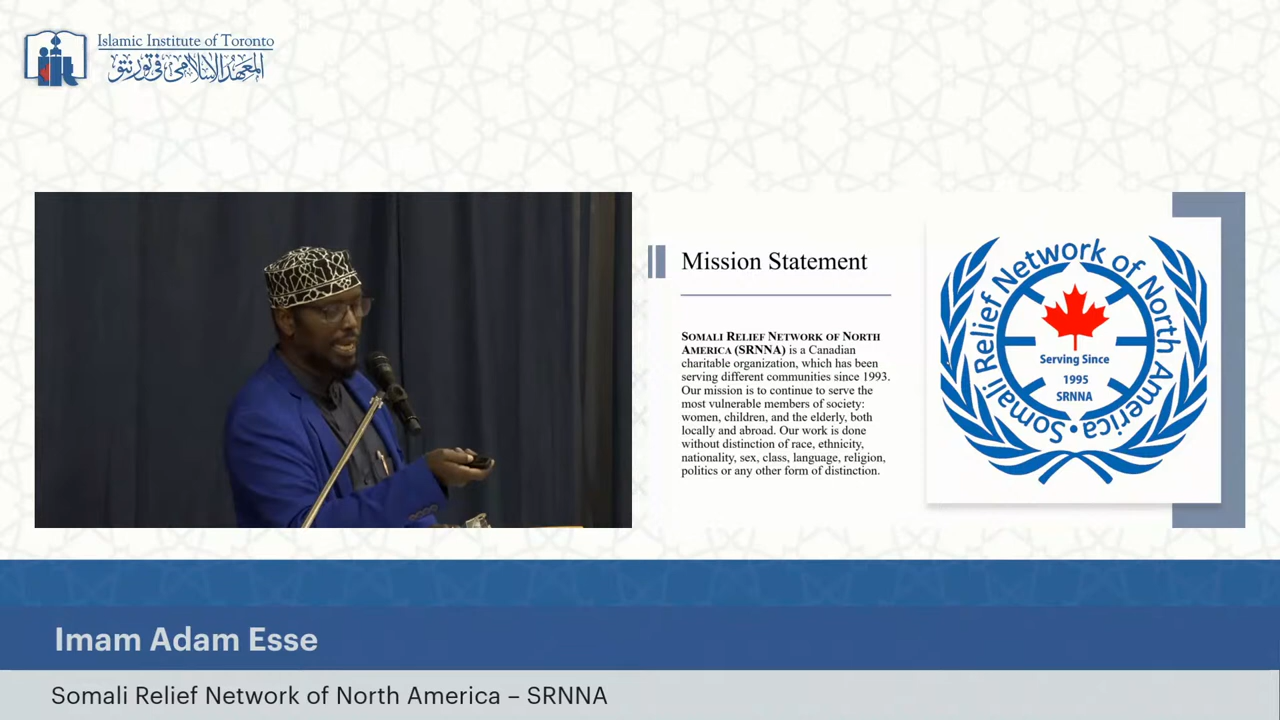 Islamic Institute of Toronto
المعهد الإسلامي في تورنتو
iit
Mission Statement
SOMALI RELIEF NETWORK OF NORTH
AMERICA (SRNNA) is a Canadian
charitable organization, which has been
serving different communities since 1993.
Our mission is to continue to serve the
most vulnerable members of society:
women, children, and the elderly, both
locally and abroad. Our work is done
without distinction of race, ethnicity,
nationality, sex, class, language, religion,
politics or any other form of distinction.
Somali Relief Network of North America •
Serving Since
1995
SRNNA
Imam Adam Esse
Somali Relief Network of North America – SRNNA